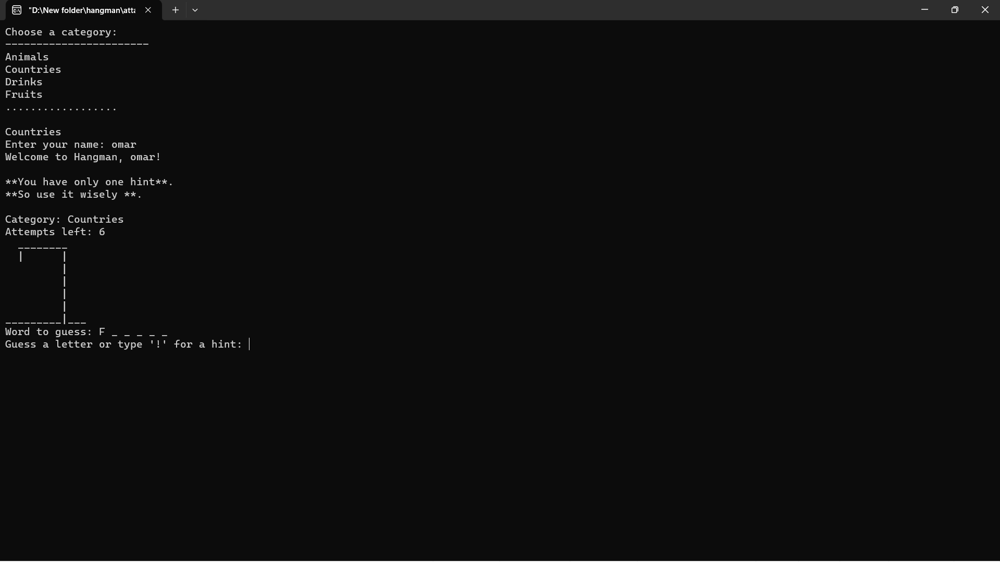 "D:\New folder\hangman\atta
Choose a category:
-----------------------
Animals
Countries
Drinks
Fruits
..................
Countries
Enter your name: omar
Welcome to Hangman, omar!
**You have only one hint**.
**So use it wisely **.
Category: Countries
Attempts left: 6
  ________
  |      |
         |
         |
         |
         |
_________|___
Word to guess: F _ _ _ _ _
Guess a letter or type '!' for a hint: